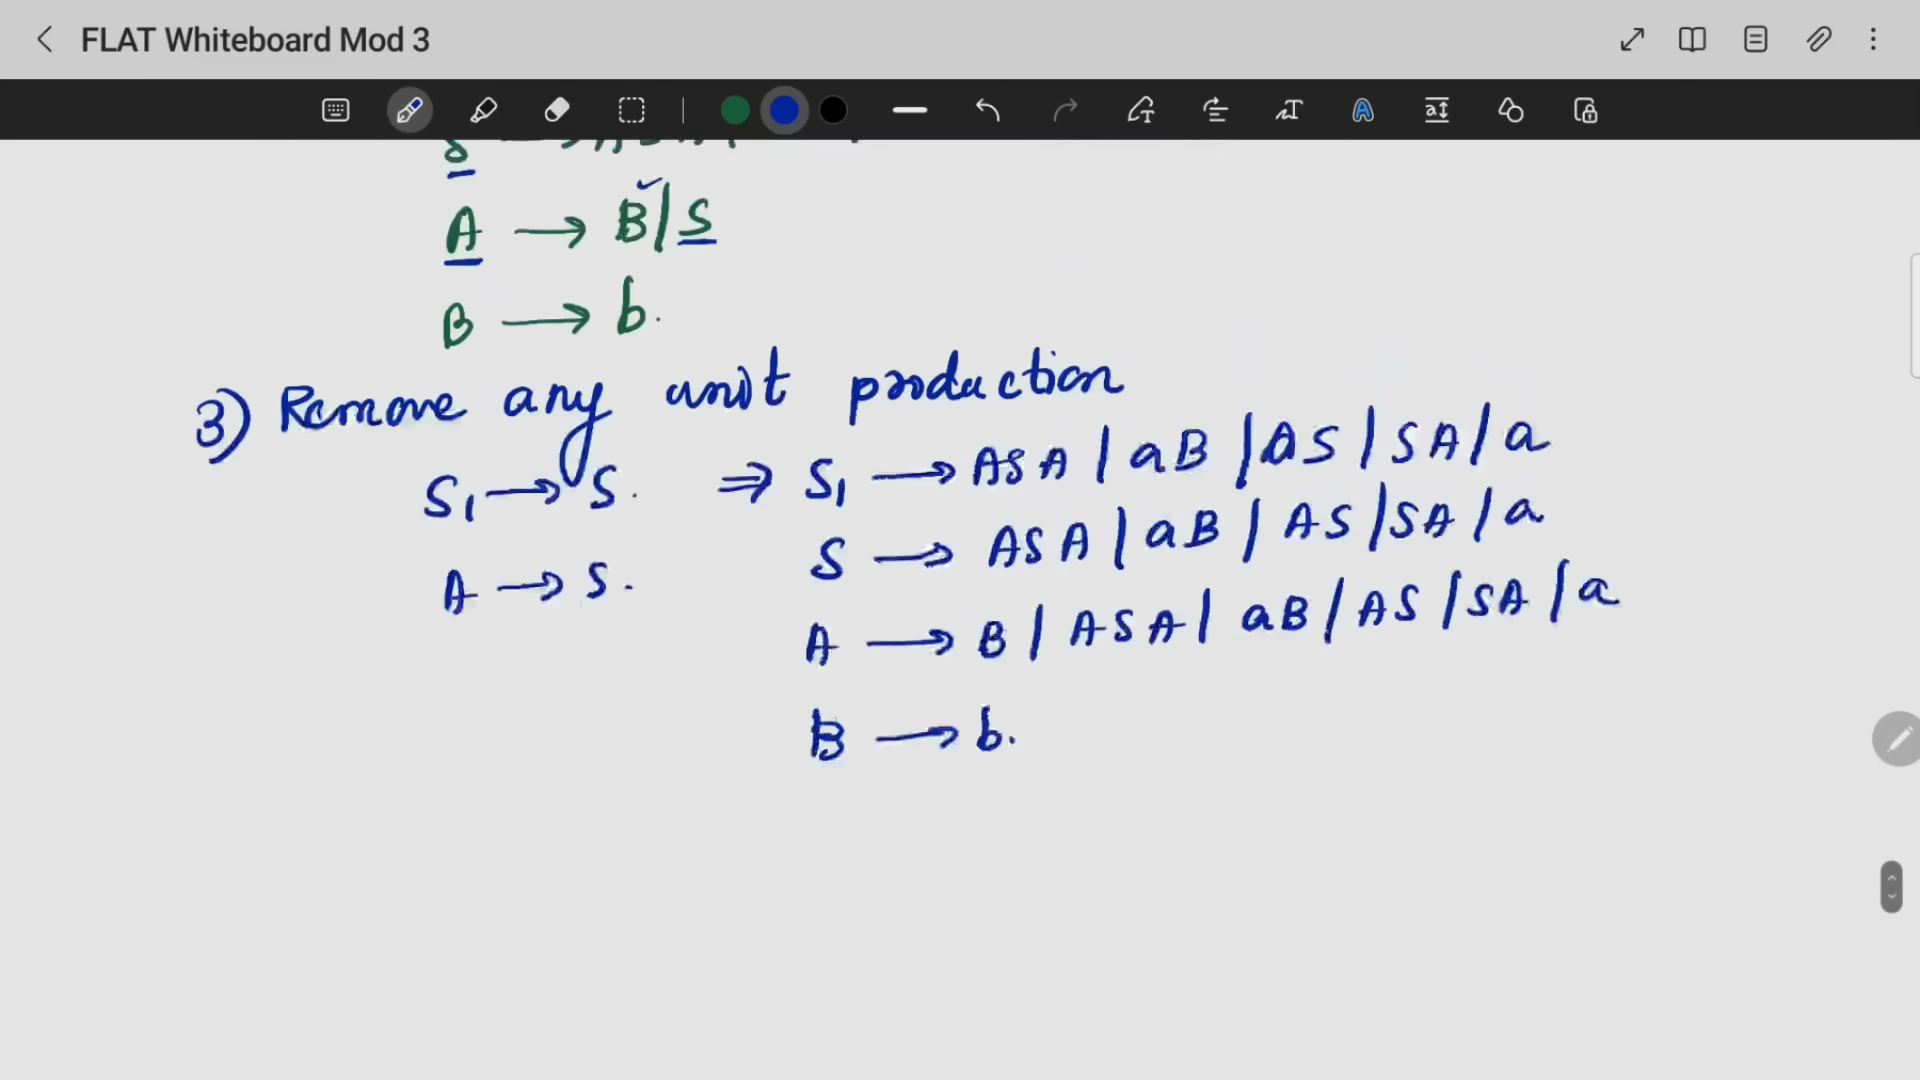 FLAT Whiteboard Mod 3
A → B | S
B → b.
3) Remove any unit production
S₁ → S. ⇒ S₁ → ASA | aB | AS | SA | a
S → ASA | aB | AS | SA | a
A → S.
A → B | ASA | aB | AS | SA | a
B → b.